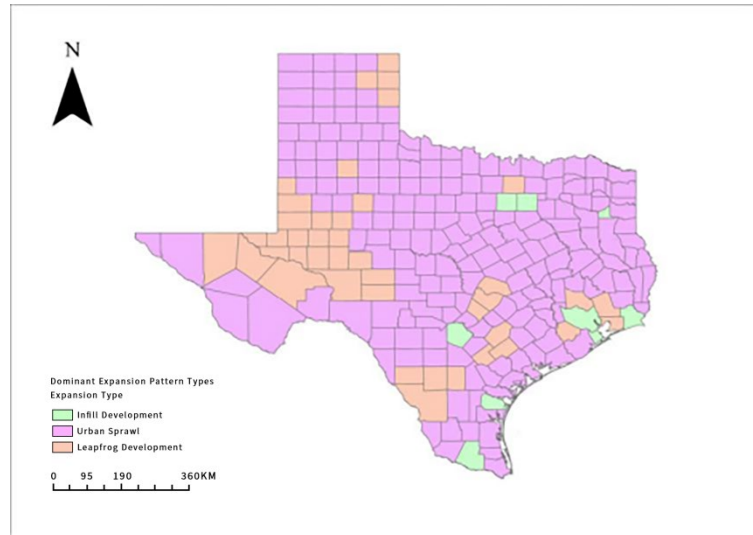 N
Dominant Expansion Pattern Types
Expansion Type
Infill Development
Urban Sprawl
Leapfrog Development
0 95 190 360KM